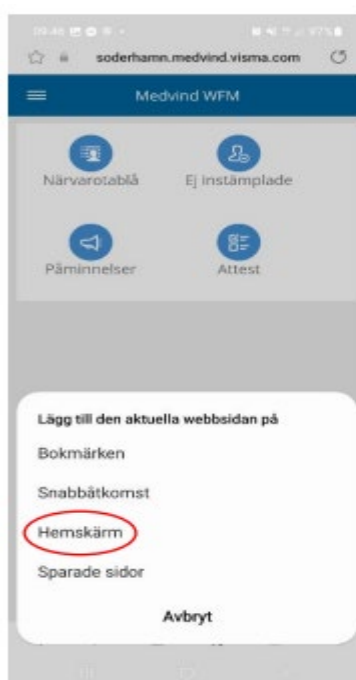 soderhamn.medvind.visma.com
Medvind WFM
Närvarotablå
Ej instämplade
Påminnelser
Attest
Lägg till den aktuella webbsidan på
Bokmärken
Snabbåtkomst
Hemskärm
Sparade sidor
Avbryt